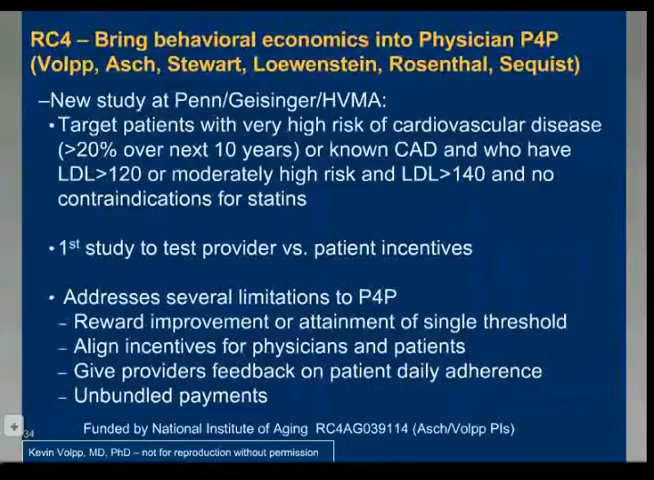 RC4 – Bring behavioral economics into Physician P4P
(Volpp, Asch, Stewart, Loewenstein, Rosenthal, Sequist)
–New study at Penn/Geisinger/HVMA:
• Target patients with very high risk of cardiovascular disease
(>20% over next 10 years) or known CAD and who have
LDL>120 or moderately high risk and LDL>140 and no
contraindications for statins
• 1st study to test provider vs. patient incentives
• Addresses several limitations to P4P
– Reward improvement or attainment of single threshold
– Align incentives for physicians and patients
– Give providers feedback on patient daily adherence
– Unbundled payments
Funded by National Institute of Aging RC4AG039114 (Asch/Volpp PIs)
34
Kevin Volpp, MD, PhD – not for reproduction without permission